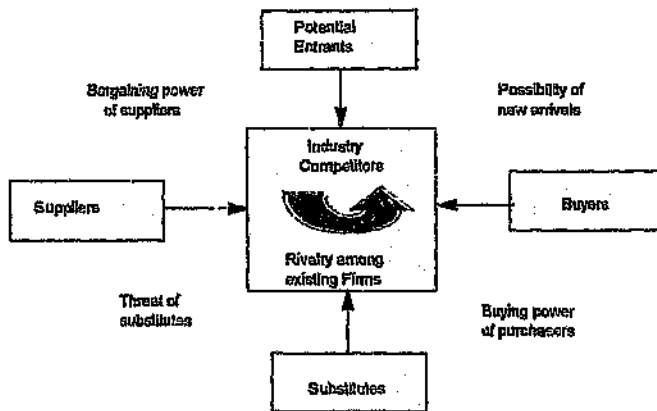 Potential
Entrants
Bargaining power
of suppliers
Possibility of
new arrivals
Industry
Competitors
Suppliers
Buyers
Rivalry among
existing Firms
Threat of
substitutes
Buying power
of purchasers
Substitutes